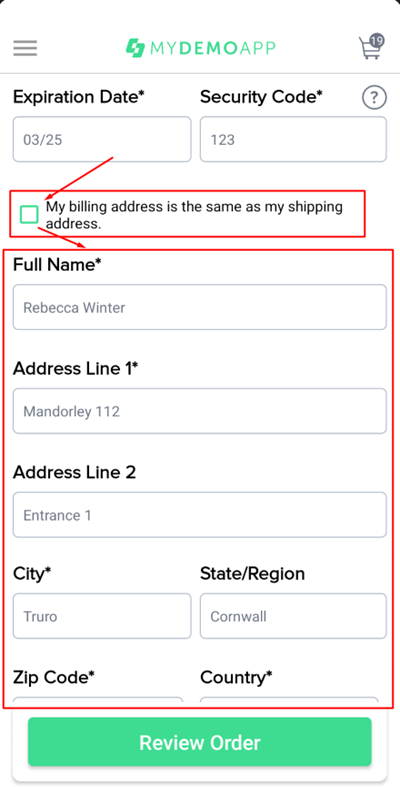 MYDEMOAPP
19
Expiration Date* Security Code* ?
03/25 123
My billing address is the same as my shipping
address.
Full Name*
Rebecca Winter
Address Line 1*
Mandorley 112
Address Line 2
Entrance 1
City* State/Region
Truro Cornwall
Zip Code* Country*
Review Order